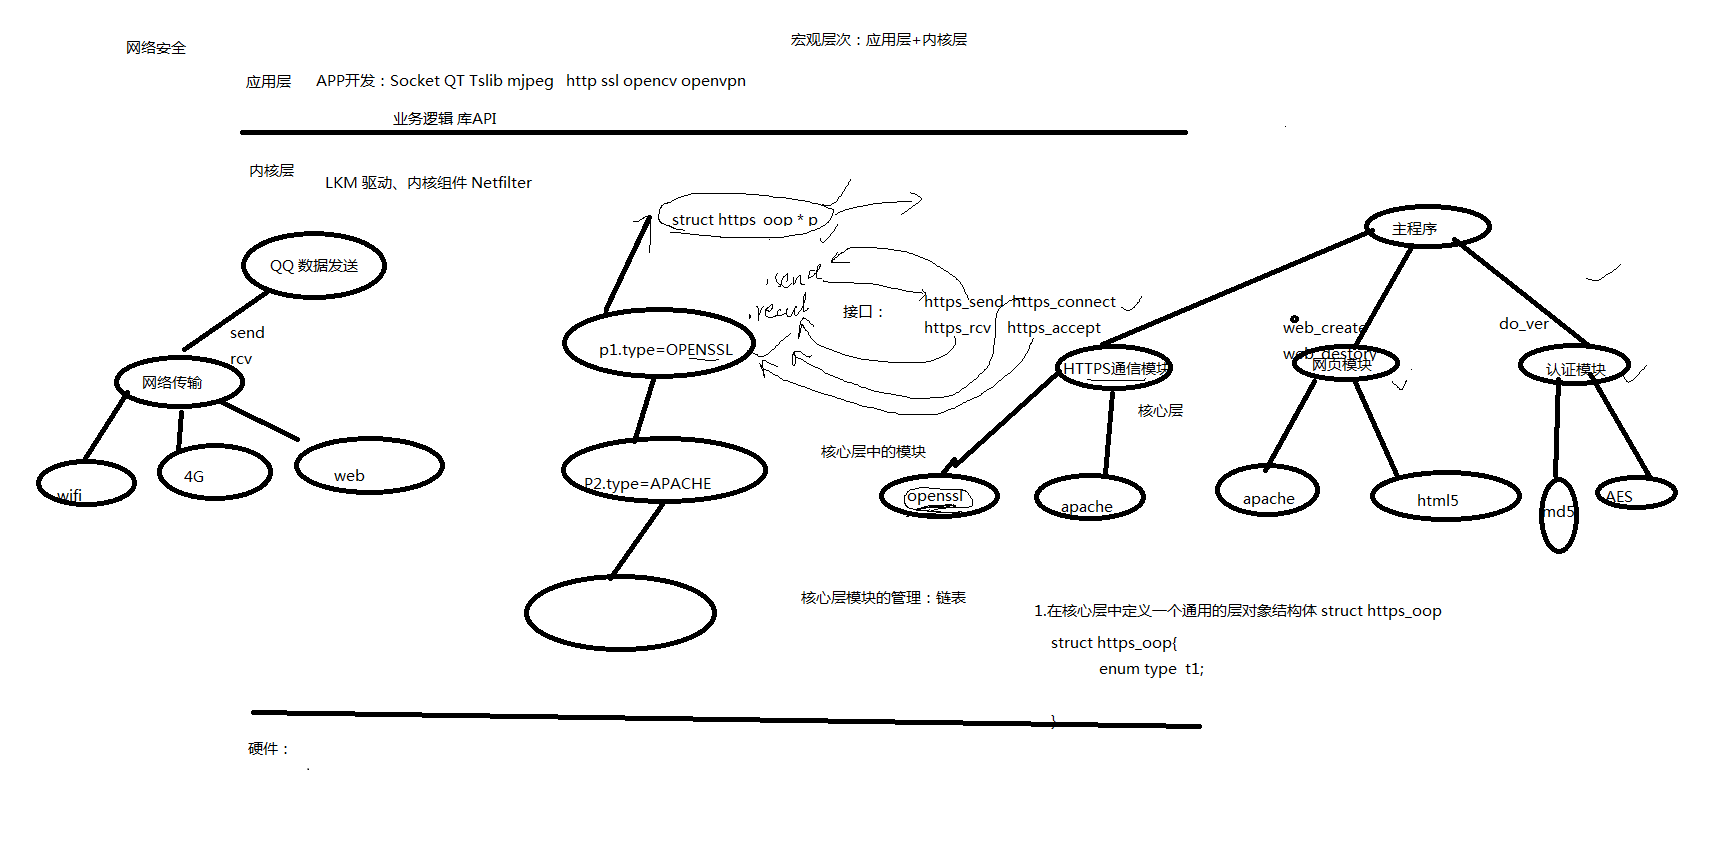 网络安全
宏观层次：应用层+内核层
应用层
APP开发：Socket QT Tslib mjpeg   http ssl opencv openvpn
业务逻辑 库API
内核层
LKM 驱动、内核组件 Netfilter
struct https_oop * p
主程序
QQ 数据发送
.send
.read
接口：
https_send  https_connect
https_rcv    https_accept
send
rcv
web_create
web_destory
do_ver
p1.type=OPENSSL
网络传输
HTTPS通信模块
网页模块
认证模块
核心层
核心层中的模块
wifi
4G
web
P2.type=APACHE
openssl
apache
apache
html5
md5
AES
核心层模块的管理：链表
1.在核心层中定义一个通用的层对象结构体 struct https_oop
struct https_oop{
enum type  t1;
}
硬件：